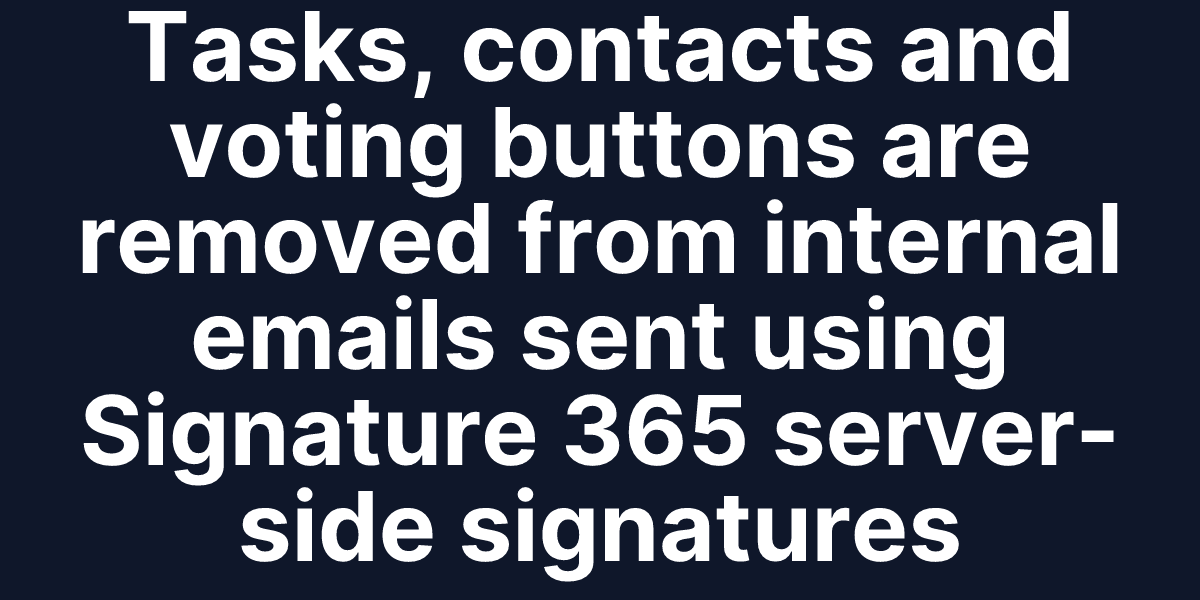 Tasks, contacts and
voting buttons are
removed from internal
emails sent using
Signature 365 server-
side signatures